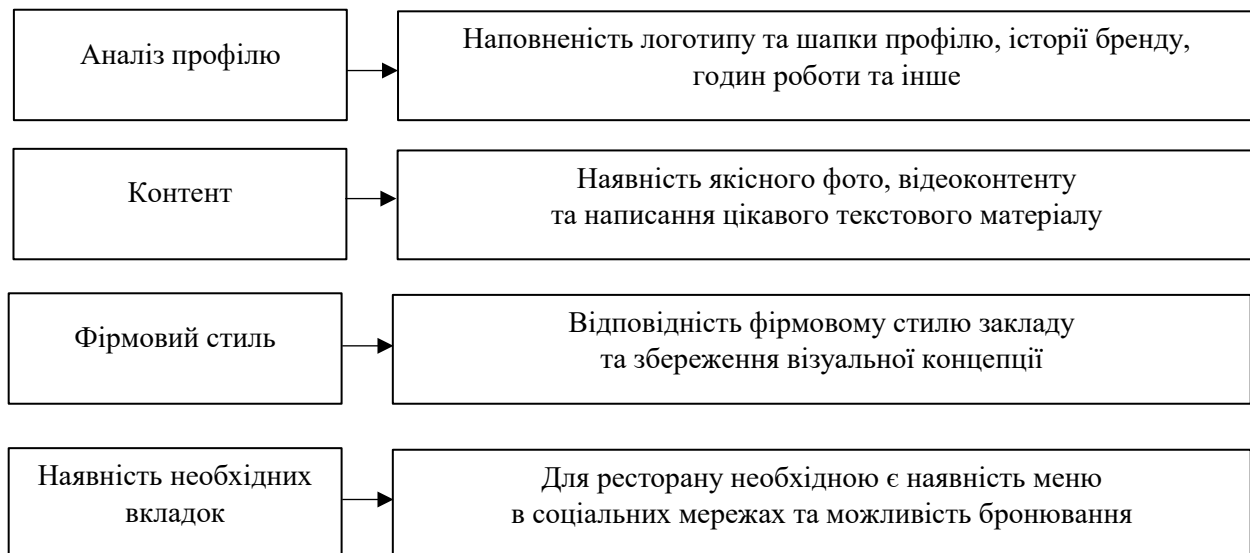 Аналіз профілю
Наповненість логотипу та шапки профілю, історії бренду,
годин роботи та інше
Контент
Наявність якісного фото, відеоконтенту
та написання цікавого текстового матеріалу
Фірмовий стиль
Відповідність фірмовому стилю закладу
та збереження візуальної концепції
Наявність необхідних
вкладок
Для ресторану необхідною є наявність меню
в соціальних мережах та можливість бронювання